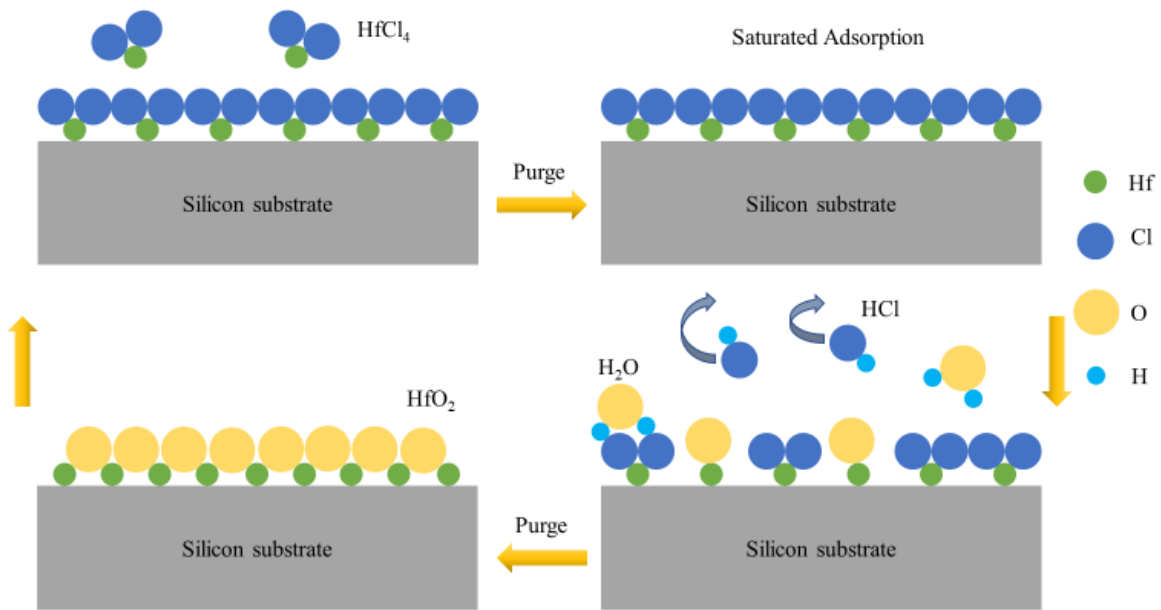 HfCl₄
Saturated Adsorption
Silicon substrate
Purge
Silicon substrate
Hf
Cl
O
H
HCl
H₂O
HfO₂
Silicon substrate
Purge
Silicon substrate